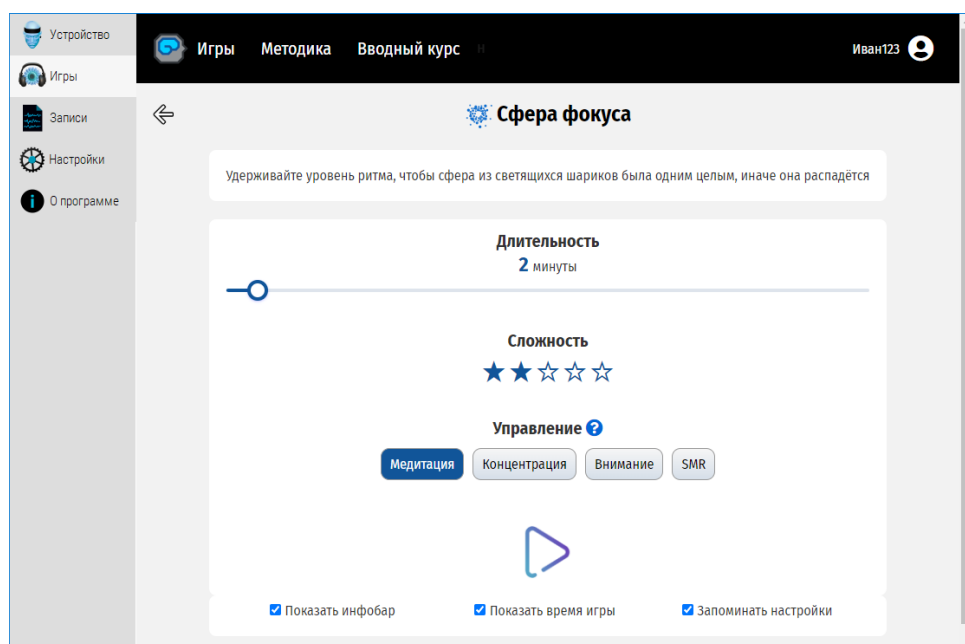 Устройство
Игры
Записи
Настройки
О программе
Игры Методика Вводный курс Н
Иван123
Сфера фокуса
Удерживайте уровень ритма, чтобы сфера из светящихся шариков была одним целым, иначе она распадётся
Длительность
2 минуты
Сложность
Управление ?
Медитация Концентрация Внимание SMR
Показать инфобар Показать время игры Запоминать настройки